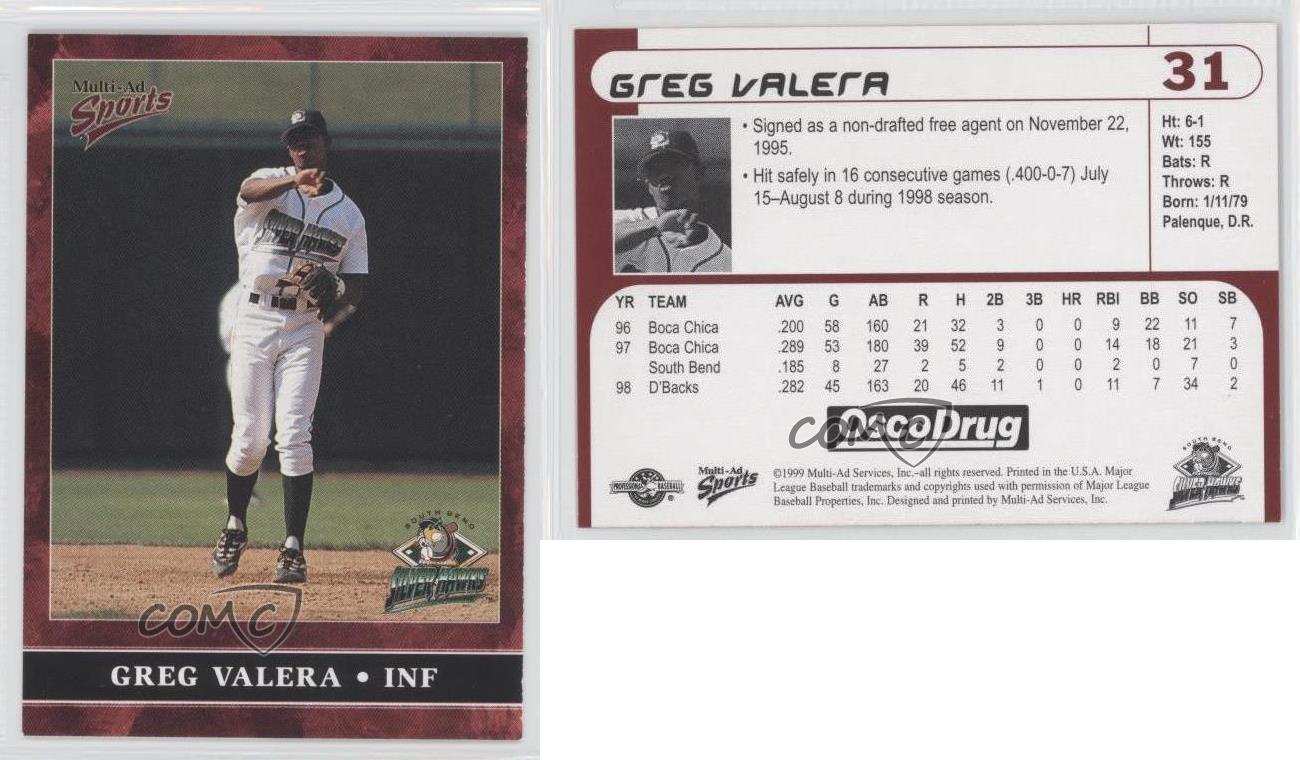 Multi-Ad
Sports
SILVER HAWKS
SOUTH BEND
SILVER HAWKS
COMC
GREG VALERA • INF
GREG VALERA
31
• Signed as a non-drafted free agent on November 22,
1995.
• Hit safely in 16 consecutive games (.400-0-7) July
15–August 8 during 1998 season.
Ht: 6-1
Wt: 155
Bats: R
Throws: R
Born: 1/11/79
Palenque, D.R.
YR TEAM AVG G AB R H 2B 3B HR RBI BB SO SB
96 Boca Chica .200 58 160 21 32 3 0 0 9 22 11 7
97 Boca Chica .289 53 180 39 52 9 0 0 14 18 21 3
South Bend .185 8 27 2 5 2 0 0 2 0 7 0
98 D'Backs .282 45 163 20 46 11 1 0 11 7 34 2
COMC
Osco Drug
PROFESSIONAL BASEBALL
Multi-Ad
Sports
©1999 Multi-Ad Services, Inc.–all rights reserved. Printed in the U.S.A. Major
League Baseball trademarks and copyrights used with permission of Major League
Baseball Properties, Inc. Designed and printed by Multi-Ad Services, Inc.
SOUTH BEND
SILVER HAWKS